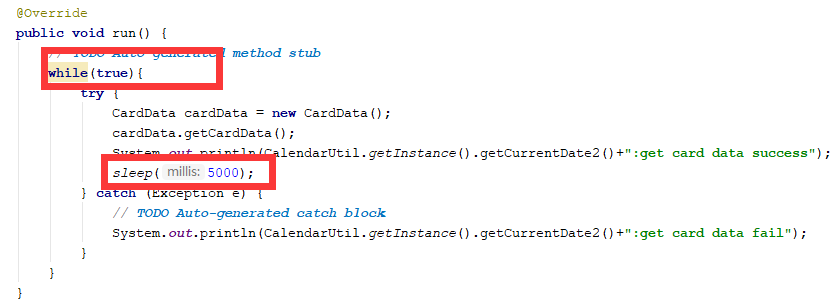 @Override
public void run() {
// TODO Auto-generated method stub
while(true){
try {
CardData cardData = new CardData();
cardData.getCardData();
System.out.println(CalendarUtil.getInstance().getCurrentDate2()+":get card data success");
sleep( millis: 5000);
} catch (Exception e) {
// TODO Auto-generated catch block
System.out.println(CalendarUtil.getInstance().getCurrentDate2()+":get card data fail");
}
}
}